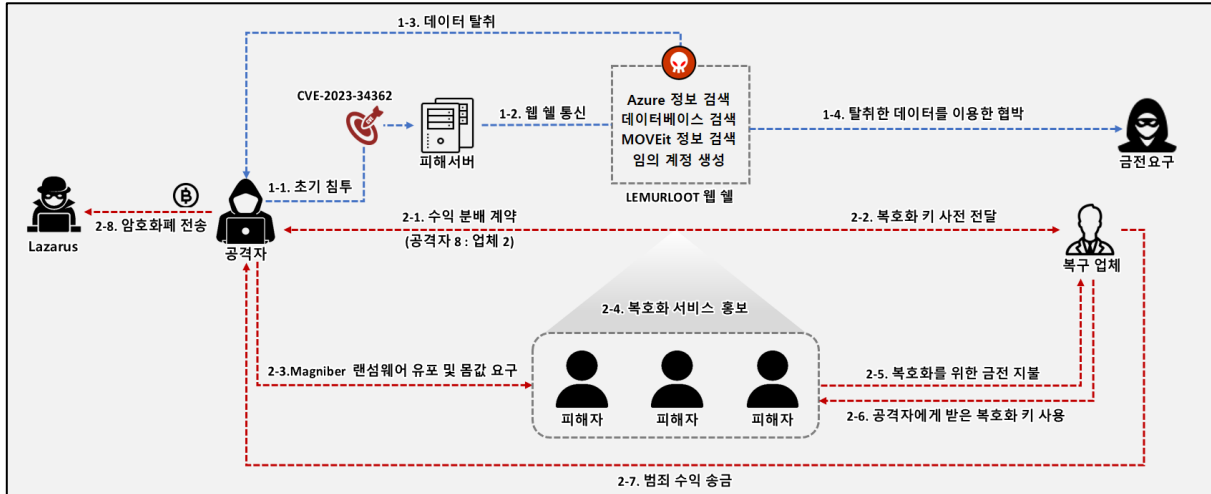 1-3. 데이터 탈취
CVE-2023-34362
Azure 정보 검색
데이터베이스 검색
MOVEit 정보 검색
임의 계정 생성
1-2. 웹 쉘 통신
1-4. 탈취한 데이터를 이용한 협박
피해서버
금전요구
1-1. 초기 침투
LEMURLOOT 웹 쉘
2-8. 암호화폐 전송
Lazarus
공격자
2-1. 수익 분배 계약
(공격자 8 : 업체 2)
2-2. 복호화 키 사전 전달
복구 업체
2-4. 복호화 서비스 홍보
2-3.Magniber 랜섬웨어 유포 및 몸값 요구
피해자
피해자
피해자
2-5. 복호화를 위한 금전 지불
2-6. 공격자에게 받은 복호화 키 사용
2-7. 범죄 수익 송금